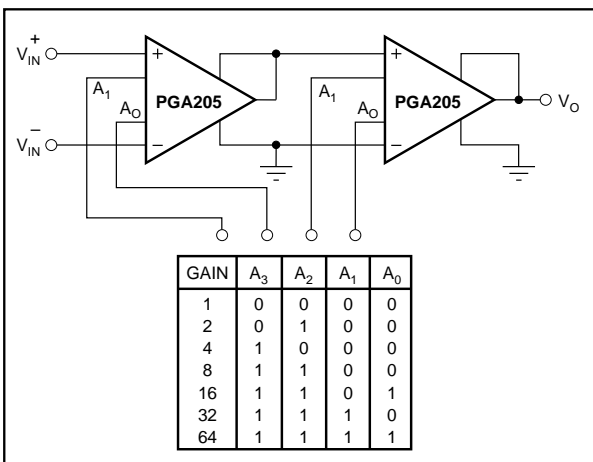 V+IN
A1
AO
PGA205
V–IN
A1
AO
PGA205
VO
GAIN A3 A2 A1 A0
1 0 0 0 0
2 0 1 0 0
4 1 0 0 0
8 1 1 0 0
16 1 1 0 1
32 1 1 1 0
64 1 1 1 1